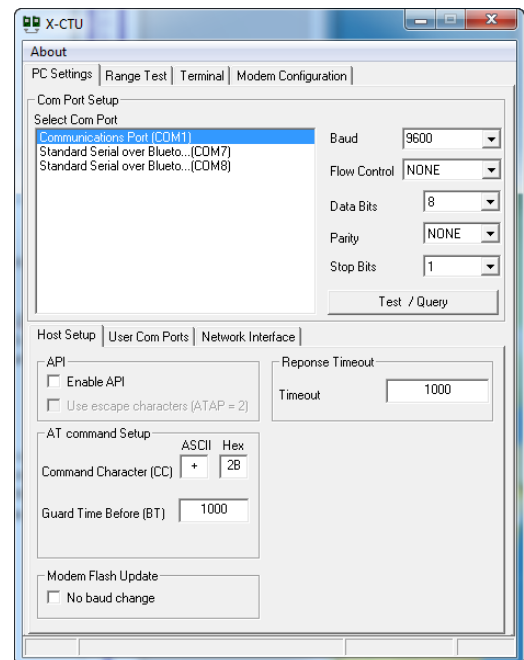 X-CTU
About
PC Settings Range Test Terminal Modem Configuration
Com Port Setup
Select Com Port
Communications Port (COM1)
Standard Serial over Blueto...(COM7)
Standard Serial over Blueto...(COM8)
Baud 9600
Flow Control NONE
Data Bits 8
Parity NONE
Stop Bits 1
Test / Query
Host Setup User Com Ports Network Interface
API
Enable API
Use escape characters (ATAP = 2)
Reponse Timeout
Timeout 1000
AT command Setup
ASCII Hex
Command Character (CC) + 2B
Guard Time Before (BT) 1000
Modem Flash Update
No baud change